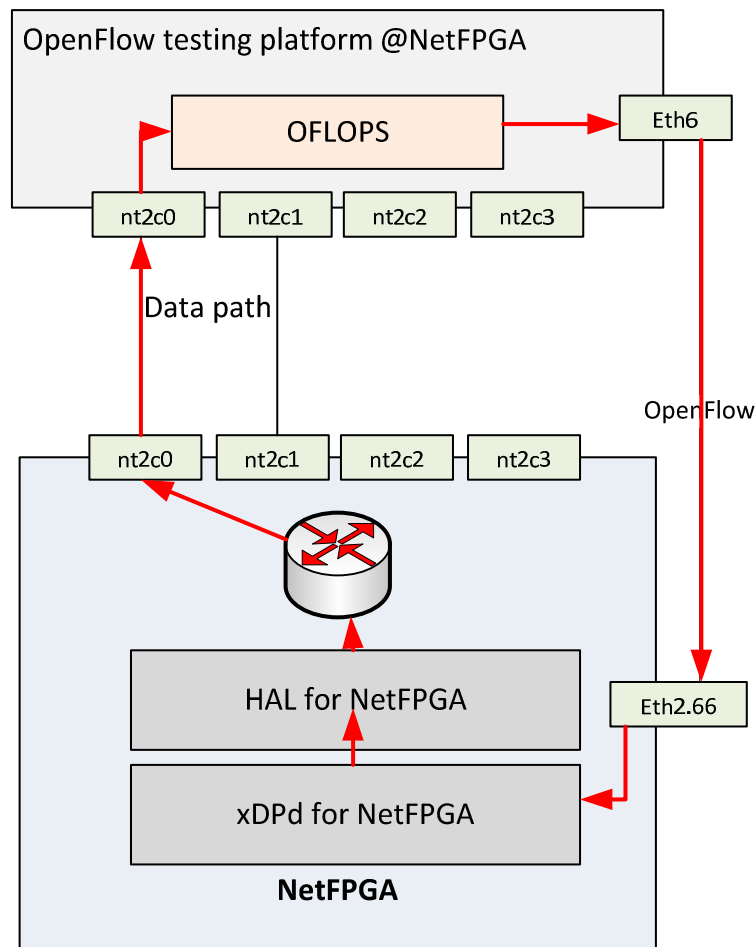 OpenFlow testing platform @NetFPGA
OFLOPS
Eth6
nt2c0
nt2c1
nt2c2
nt2c3
Data path
OpenFlow
nt2c0
nt2c1
nt2c2
nt2c3
HAL for NetFPGA
Eth2.66
xDPd for NetFPGA
NetFPGA